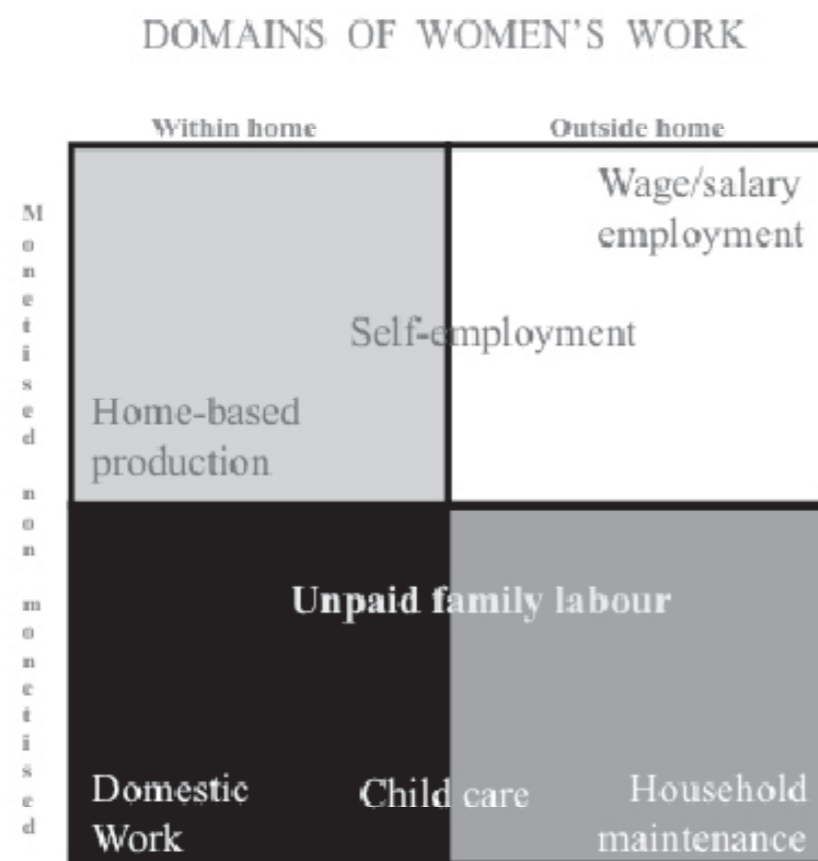 DOMAINS OF WOMEN'S WORK
Within home
Outside home
Monetised non monetised
Wage/salary
employment
Self-employment
Home-based
production
Unpaid family labour
Domestic
Work
Child care
Household
maintenance